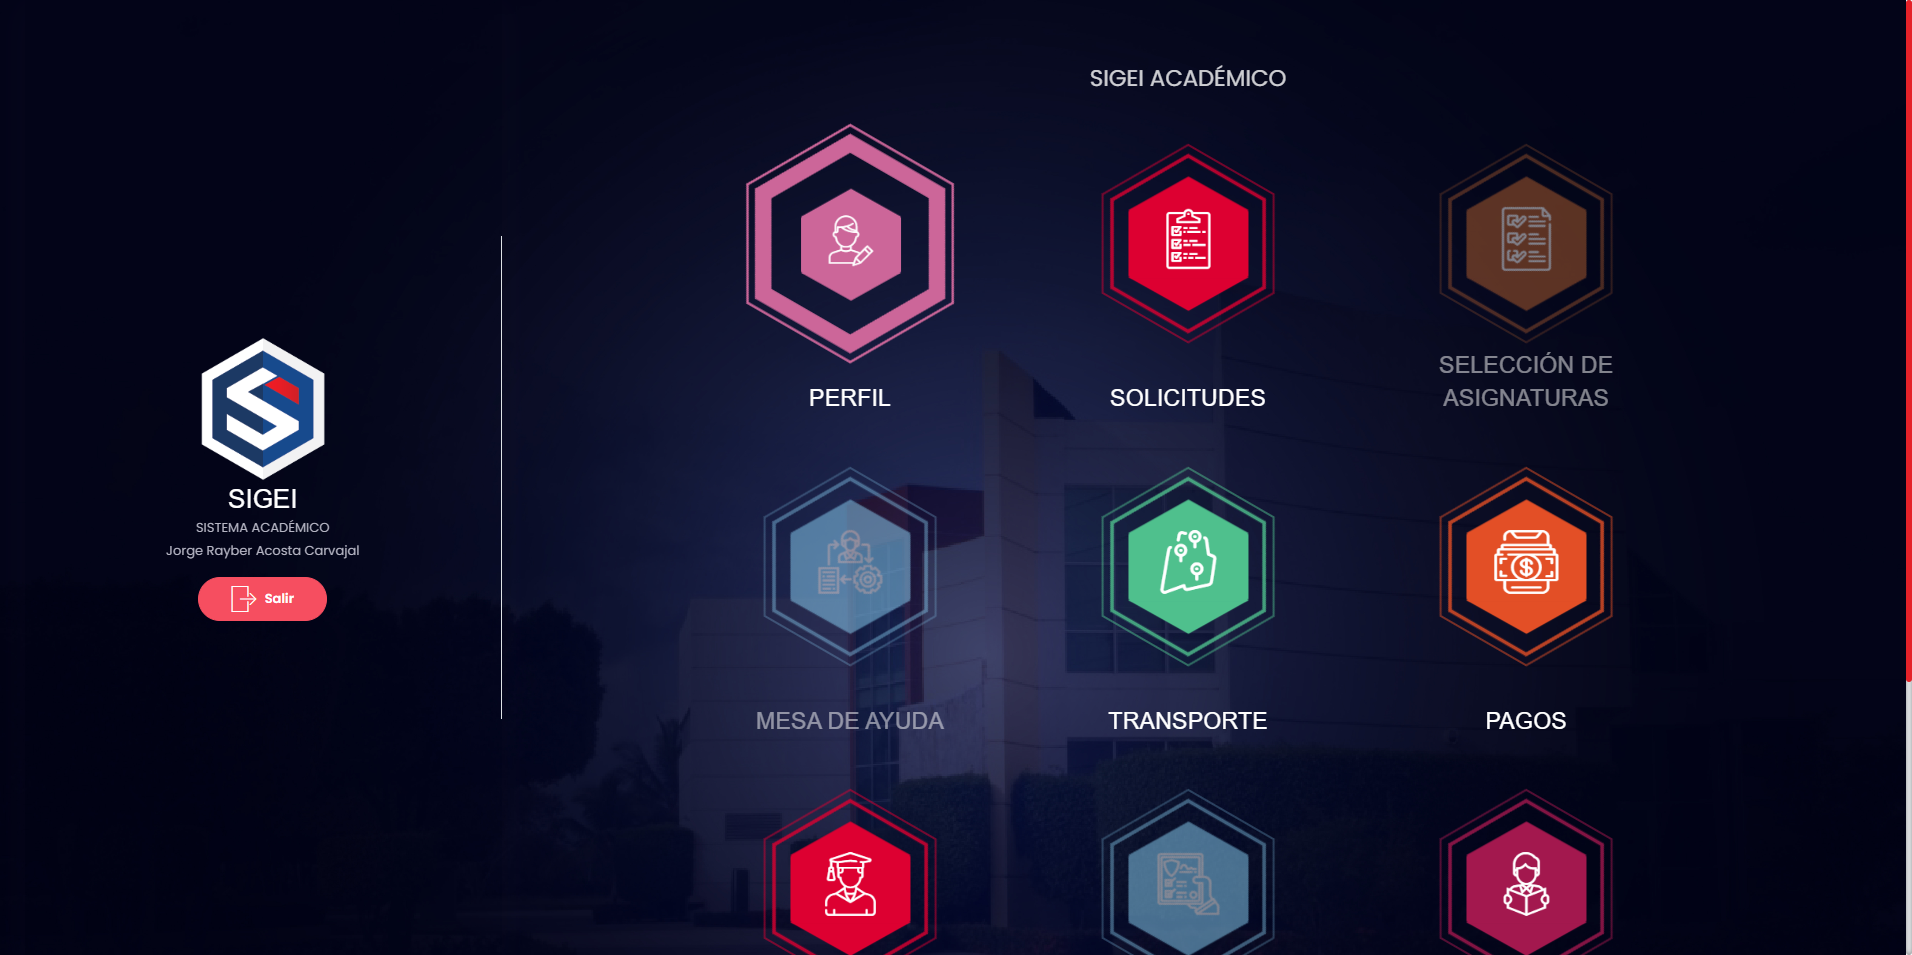 SIGEI ACADÉMICO
PERFIL
SOLICITUDES
SELECCIÓN DE
ASIGNATURAS
SIGEI
SISTEMA ACADÉMICO
Jorge Rayber Acosta Carvajal
Salir
MESA DE AYUDA
TRANSPORTE
PAGOS